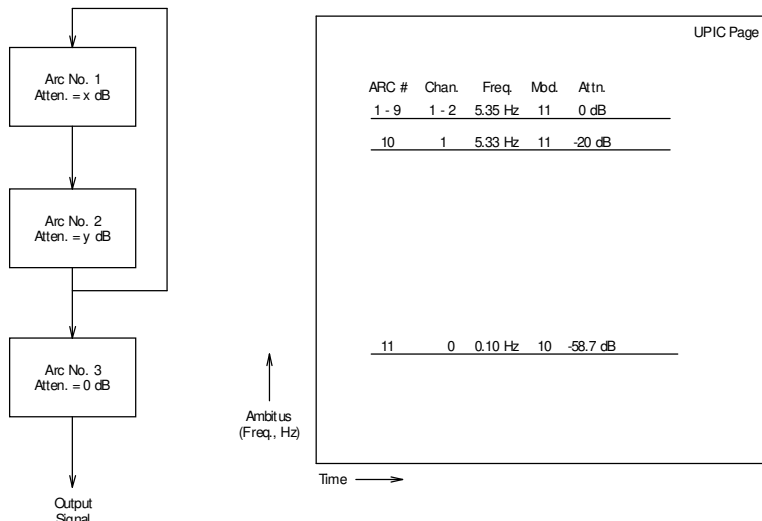 Arc No. 1
Atten. = x dB
Arc No. 2
Atten. = y dB
Arc No. 3
Atten. = 0 dB
Output
Signal
UPIC Page
ARC # Chan. Freq. Mod. Attn.
1 - 9 1 - 2 5.35 Hz 11 0 dB
10 1 5.33 Hz 11 -20 dB
11 0 0.10 Hz 10 -58.7 dB
Ambitus
(Freq., Hz)
Time